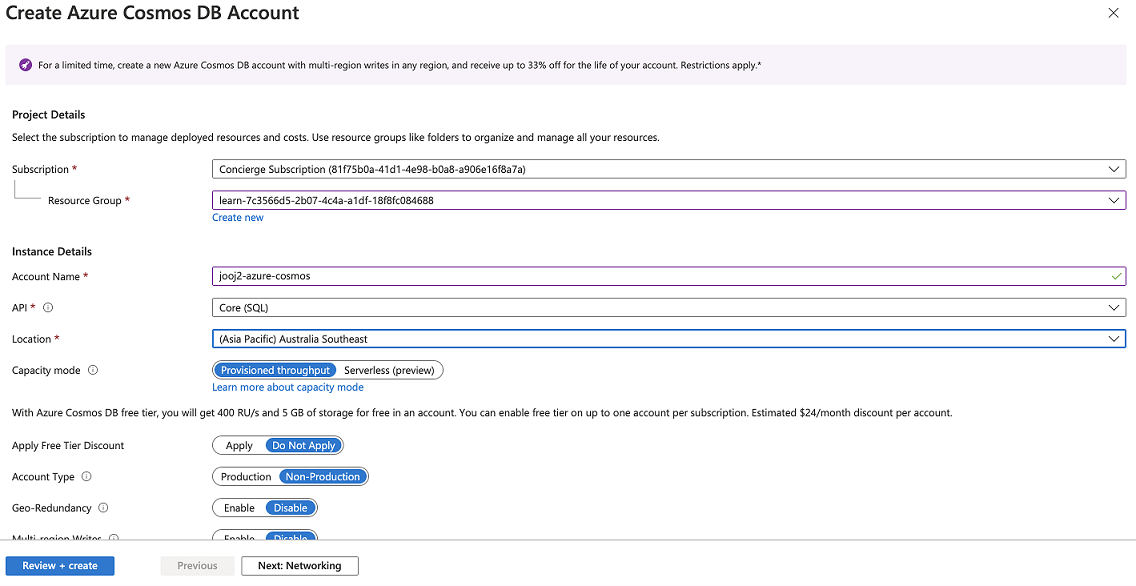 Create Azure Cosmos DB Account
For a limited time, create a new Azure Cosmos DB account with multi-region writes in any region, and receive up to 33% off for the life of your account. Restrictions apply.*
Project Details
Select the subscription to manage deployed resources and costs. Use resource groups like folders to organize and manage all your resources.
Subscription * Concierge Subscription (81f75b0a-41d1-4e98-b0a8-a906e16f8a7a)
Resource Group * learn-7c3566d5-2b07-4c4a-a1df-18f8fc084688
Create new
Instance Details
Account Name * jooj2-azure-cosmos
API * Core (SQL)
Location * (Asia Pacific) Australia Southeast
Capacity mode Provisioned throughput Serverless (preview)
Learn more about capacity mode
With Azure Cosmos DB free tier, you will get 400 RU/s and 5 GB of storage for free in an account. You can enable free tier on up to one account per subscription. Estimated $24/month discount per account.
Apply Free Tier Discount Apply Do Not Apply
Account Type Production Non-Production
Geo-Redundancy Enable Disable
Multi-region Writes Enable Disable
Review + create Previous Next: Networking